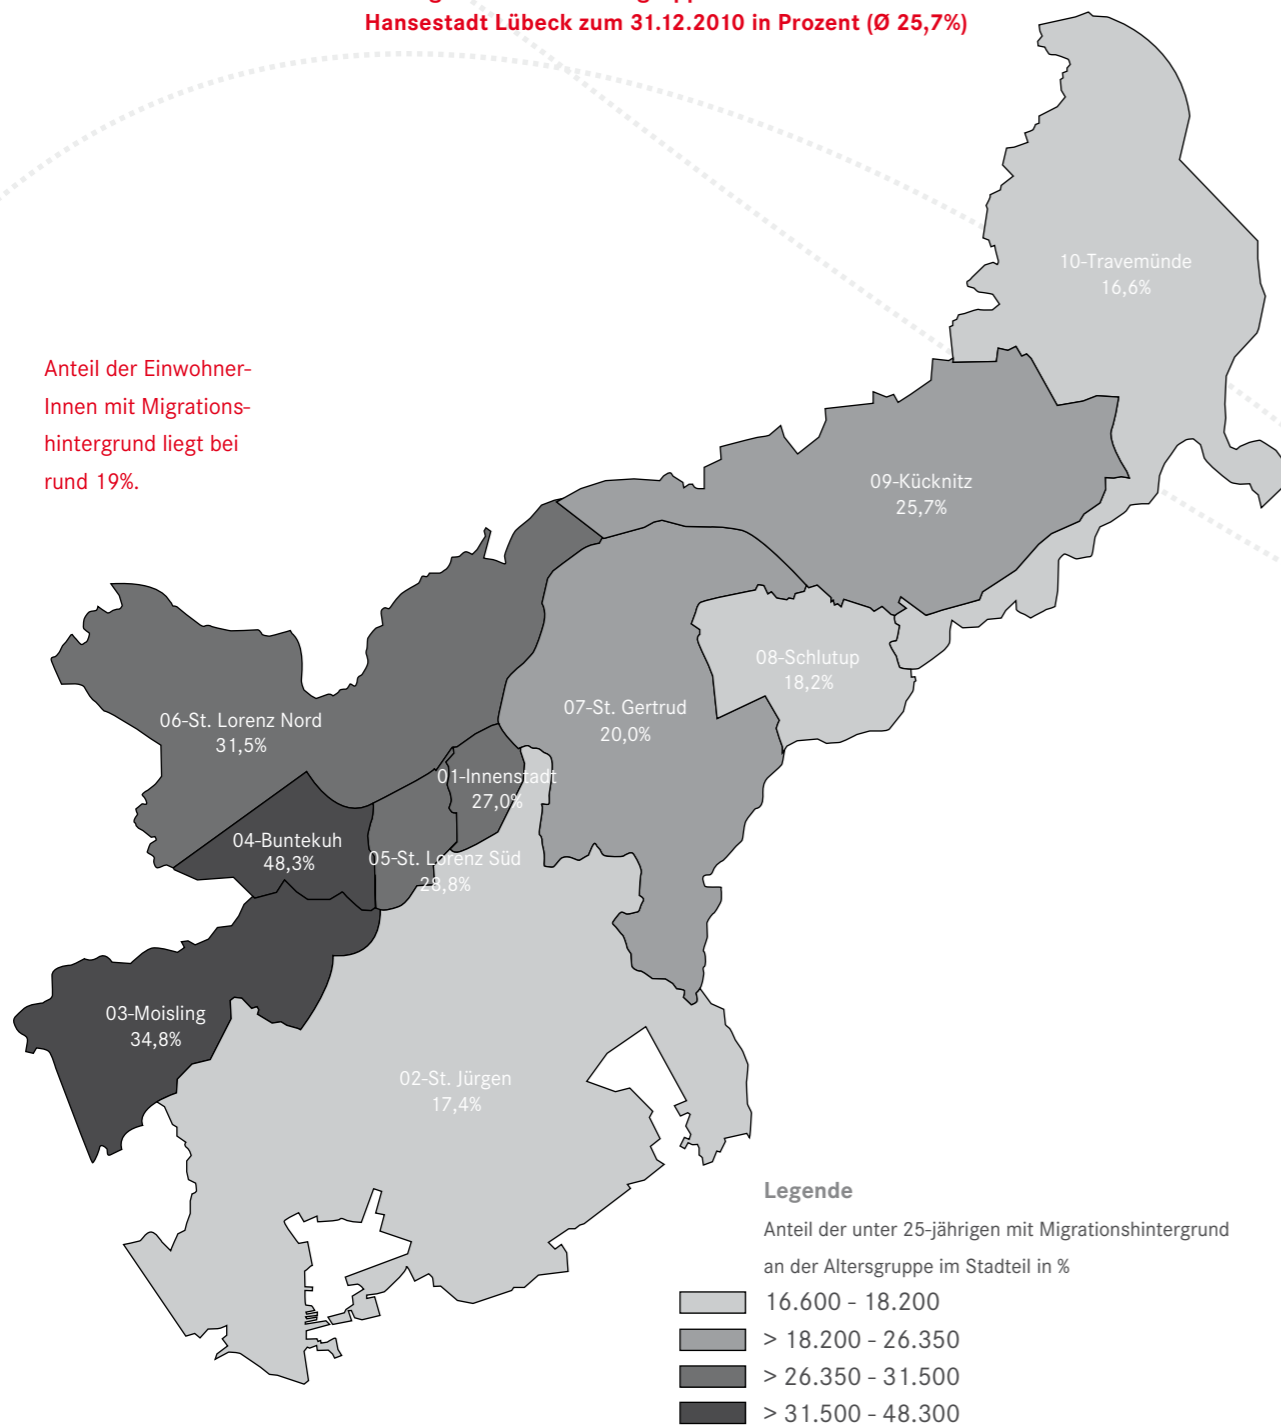 Hansestadt Lübeck zum 31.12.2010 in Prozent (Ø 25,7%)
10-Travemünde
16,6%
Anteil der Einwohner-
Innen mit Migrations-
hintergrund liegt bei
rund 19%.
09-Kücknitz
25,7%
08-Schlutup
18,2%
07-St. Gertrud
20,0%
06-St. Lorenz Nord
31,5%
01-Innenstadt
27,0%
04-Buntekuh
48,3%
05-St. Lorenz Süd
28,8%
03-Moisling
34,8%
02-St. Jürgen
17,4%
Legende
Anteil der unter 25-jährigen mit Migrationshintergrund
an der Altersgruppe im Stadteil in %
16.600 - 18.200
> 18.200 - 26.350
> 26.350 - 31.500
> 31.500 - 48.300